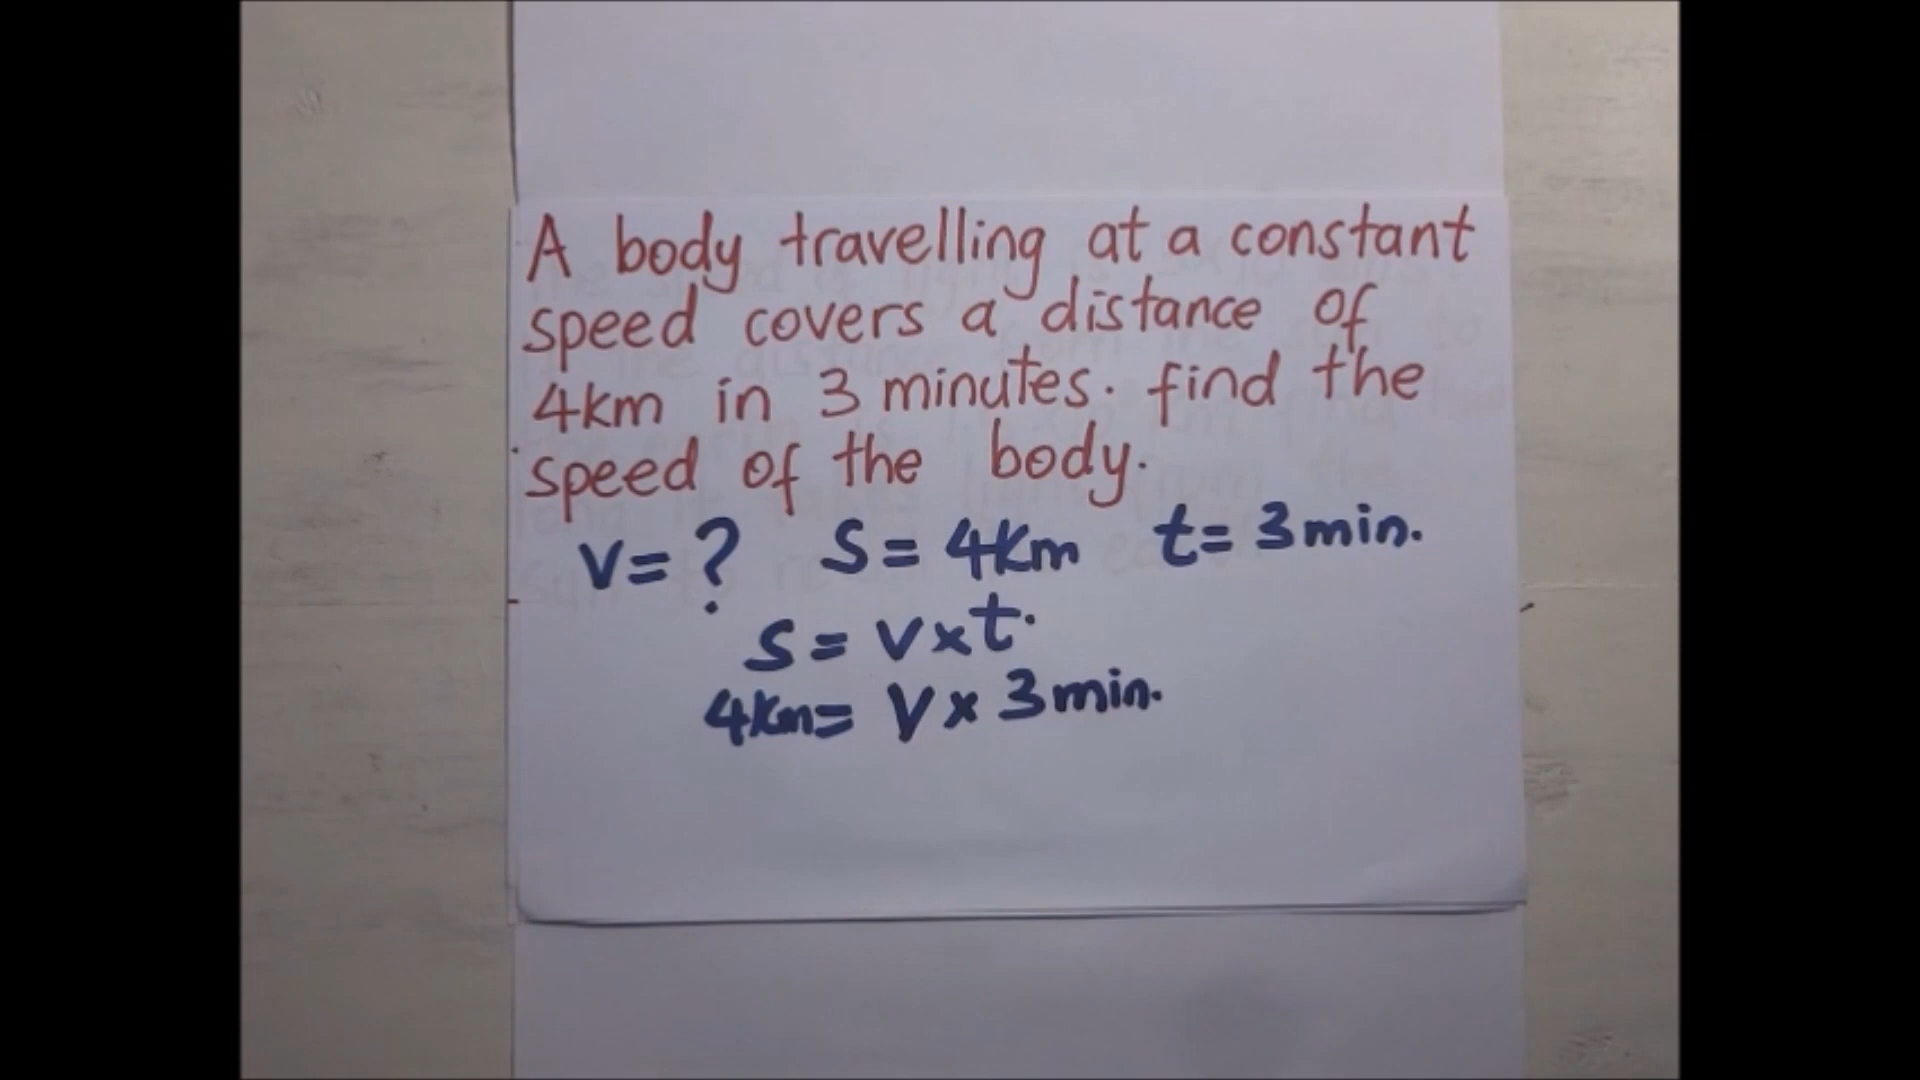 A body travelling at a constant
speed covers a distance of
4km in 3 minutes. find the
speed of the body.
V= ? S = 4km t= 3min.
S = V×t.
4km= V× 3min.